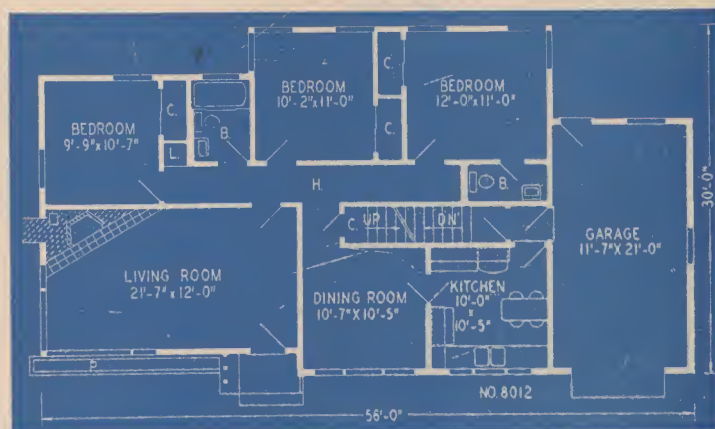 BEDROOM
10'-2"X11'-0"
C.
C.
BEDROOM
12'-0"X11'-0"
BEDROOM
9'-9"X10'-7"
C.
L.
B.
H.
B.
C.
UP
DN
GARAGE
11'-7"X 21'-0"
30'-0"
LIVING ROOM
21'-7" X 12'-0"
DINING ROOM
10'-7"X10'-5"
KITCHEN
10'-0"
X
10'-5"
P.
NO. 8012
56'-0"